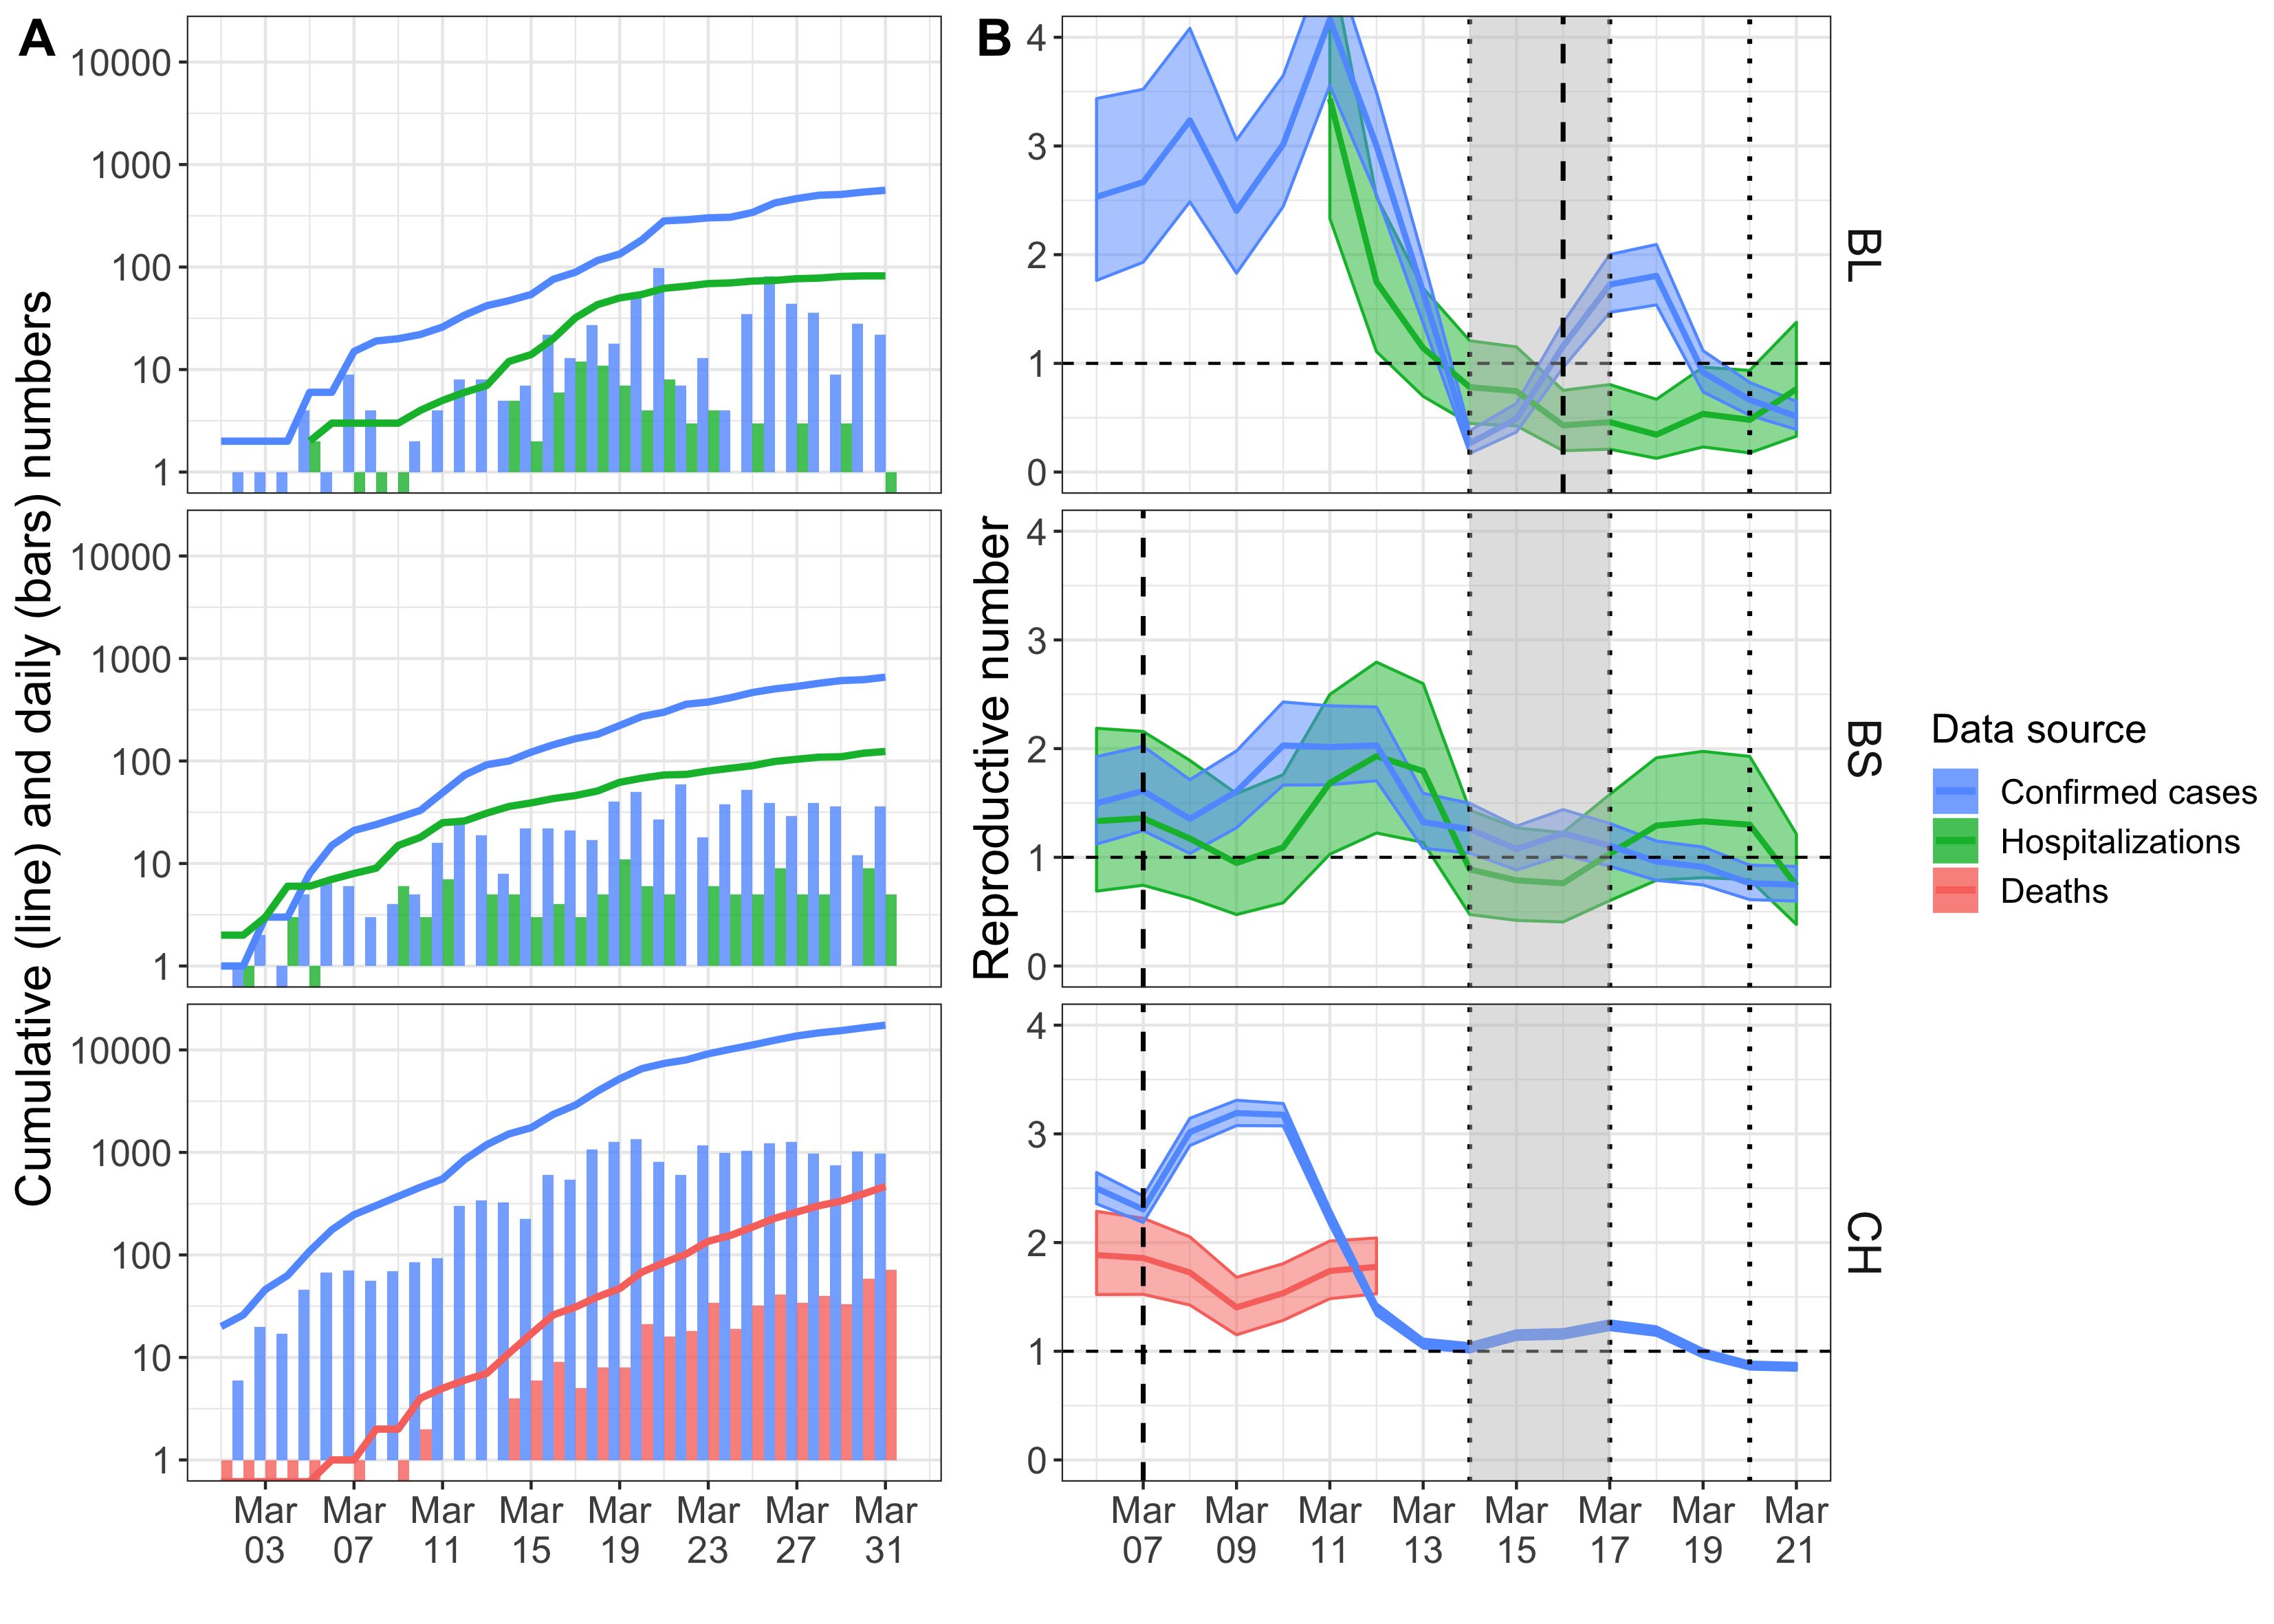 A
B
Cumulative (line) and daily (bars) numbers
10000
1000
100
10
1
10000
1000
100
10
1
10000
1000
100
10
1
Mar 03
Mar 07
Mar 11
Mar 15
Mar 19
Mar 23
Mar 27
Mar 31
Reproductive number
4
3
2
1
0
4
3
2
1
0
4
3
2
1
0
Mar 07
Mar 09
Mar 11
Mar 13
Mar 15
Mar 17
Mar 19
Mar 21
BL
BS
CH
Data source
Confirmed cases
Hospitalizations
Deaths